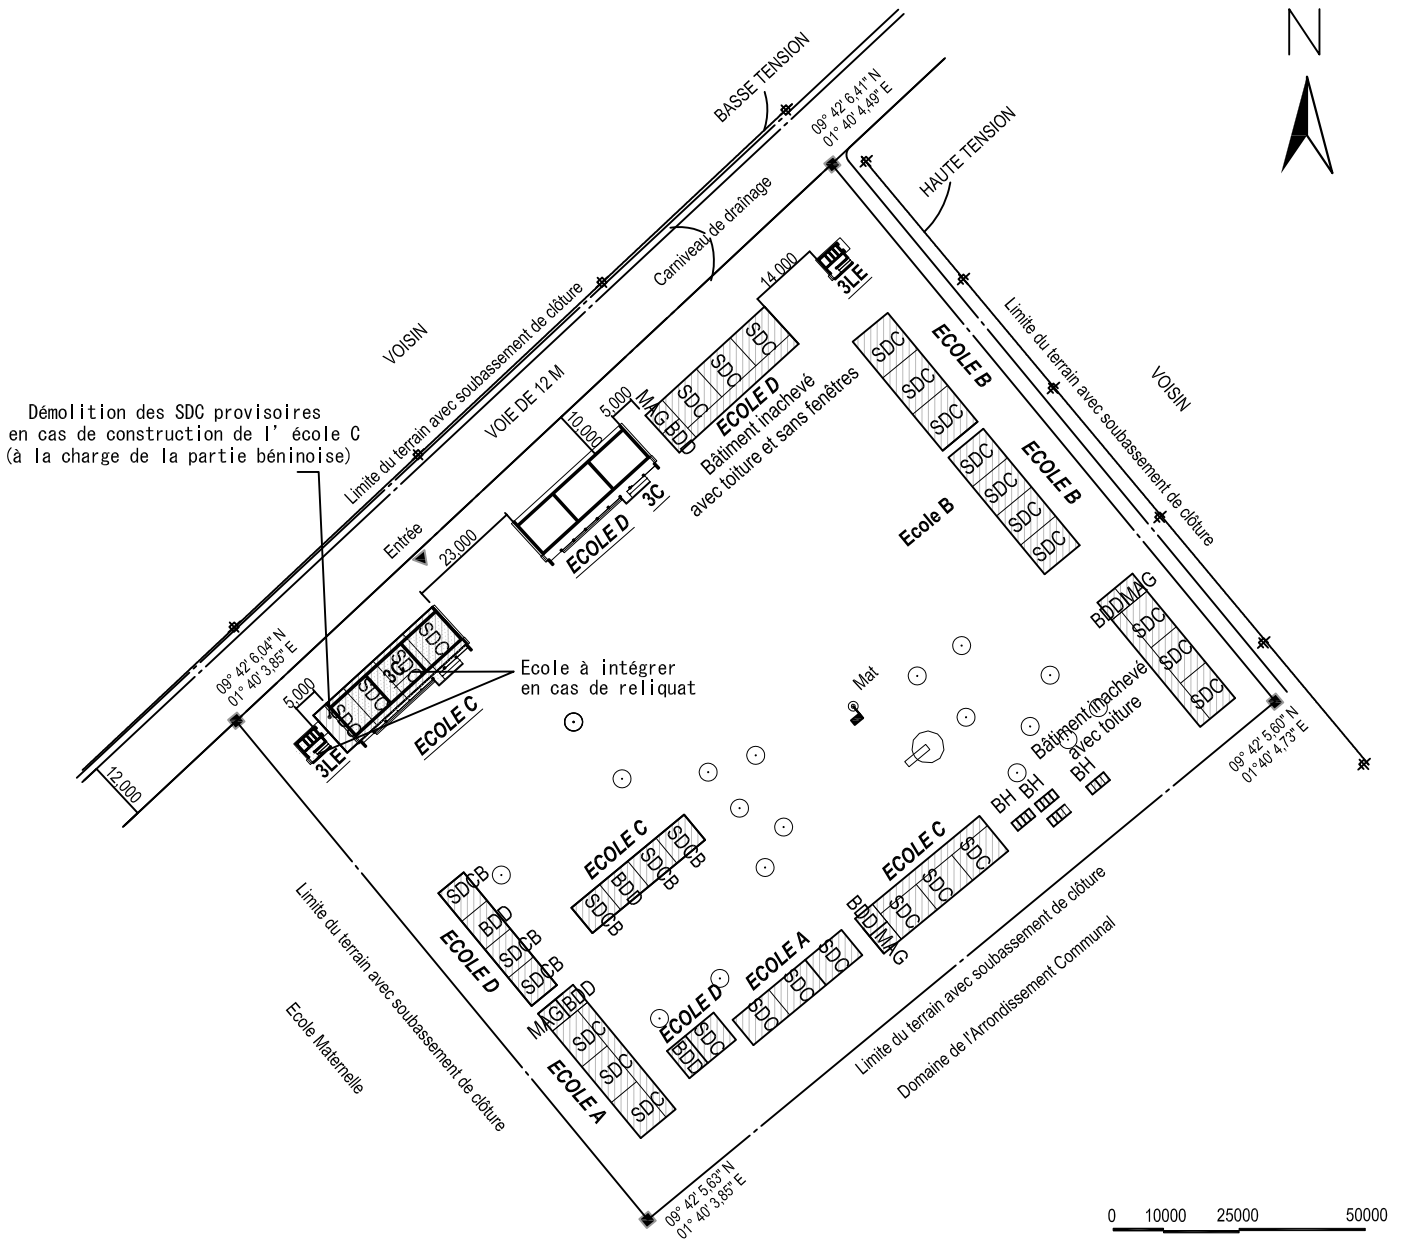 N
BASSE TENSION
09° 42' 6,41" N
01° 40' 4,49" E
HAUTE TENSION
Carniveau de draînage
14,000
3LE
VOISIN
Limite du terrain avec soubassement de clôture
VOIE DE 12 M
SDC
SDC
SDC
MAG
BDD
ECOLE D
Bâtiment inachevé
avec toiture et sans fenêtres
SDC
SDC
SDC
ECOLE B
Limite du terrain avec soubassement de clôture
VOISIN
Démolition des SDC provisoires
en cas de construction de l' école C
(à la charge de la partie béninoise)
10,000
5,000
3C
ECOLE D
SDC
SDC
SDC
SDC
ECOLE B
Ecole B
Entrée
23,000
BDD
MAG
SDC
SDC
SDC
Bâtiment inachevé
avec toiture
09° 42' 6,04" N
01° 40' 3,85" E
5,000
SDC
SDC
SDC
SDC
3C
ECOLE C
3LE
Ecole à intégrer
en cas de reliquat
Mat
09° 42' 5,60" N
01° 40' 4,73" E
12,000
BH
BH
BH
ECOLE C
SDCB
SDCB
BDD
SDCB
ECOLE C
SDC
SDC
SDC
BDD
MAG
SDCB
BDD
SDCB
SDCB
ECOLE D
ECOLE A
SDC
SDC
SDC
ECOLE D
SDC
BDD
MAG
BDD
SDC
SDC
SDC
ECOLE A
Limite du terrain avec soubassement de clôture
Ecole Maternelle
Limite du terrain avec soubassement de clôture
Domaine de l'Arrondissement Communal
09° 42' 5,63" N
01° 40' 3,85" E
0 10000 25000 50000